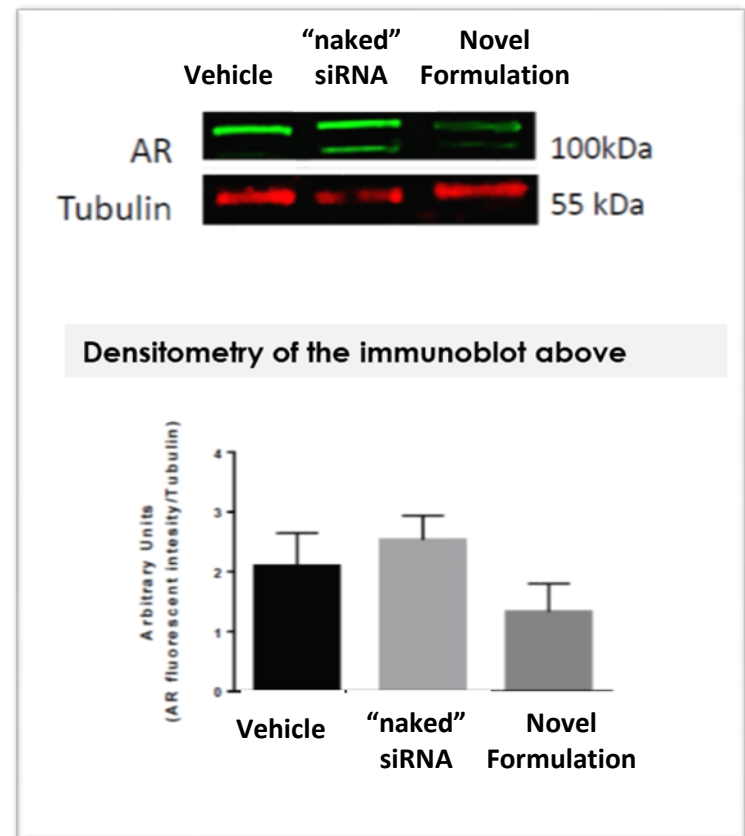 Vehicle
“naked”
siRNA
Novel
Formulation
AR
100kDa
Tubulin
55 kDa
Densitometry of the immunoblot above
Arbitrary Units
(AR fluorescent intesity/Tubulin)
4
3
2
1
0
Vehicle
“naked”
siRNA
Novel
Formulation